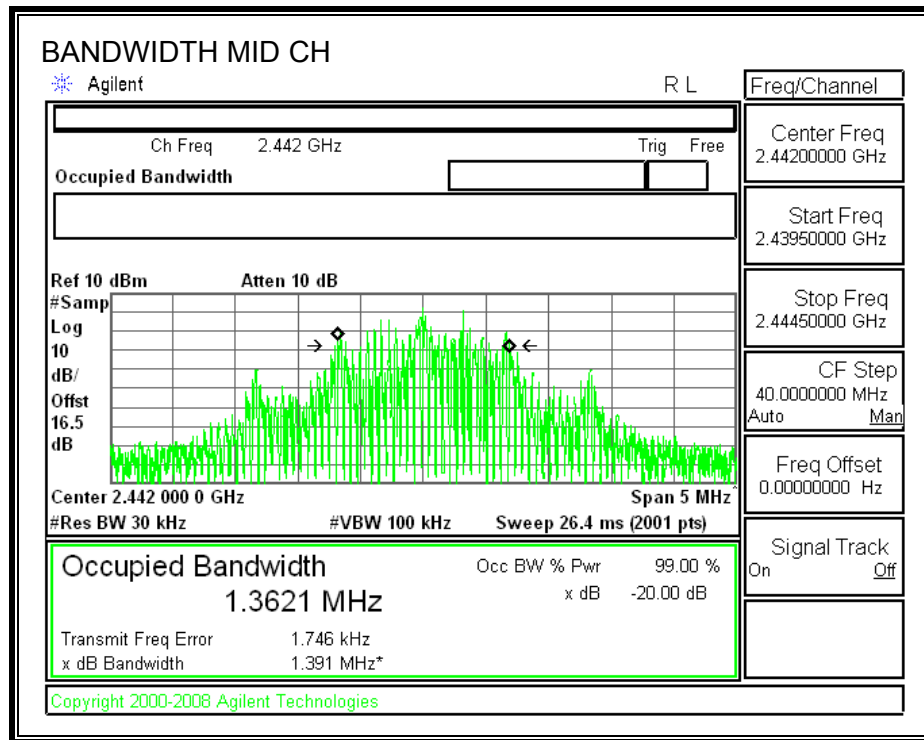 BANDWIDTH MID CH
Agilent R L
Freq/Channel
Ch Freq 2.442 GHz Trig Free
Occupied Bandwidth
Center Freq
2.44200000 GHz
Start Freq
2.43950000 GHz
Stop Freq
2.44450000 GHz
CF Step
40.0000000 MHz
Auto Man
Freq Offset
0.00000000 Hz
Signal Track
On Off
Ref 10 dBm Atten 10 dB
#Samp
Log
10
dB/
Offst
16.5
dB
Center 2.442 000 0 GHz Span 5 MHz
#Res BW 30 kHz #VBW 100 kHz Sweep 26.4 ms (2001 pts)
Occupied Bandwidth Occ BW % Pwr 99.00 %
1.3621 MHz x dB -20.00 dB
Transmit Freq Error 1.746 kHz
x dB Bandwidth 1.391 MHz*
Copyright 2000-2008 Agilent Technologies